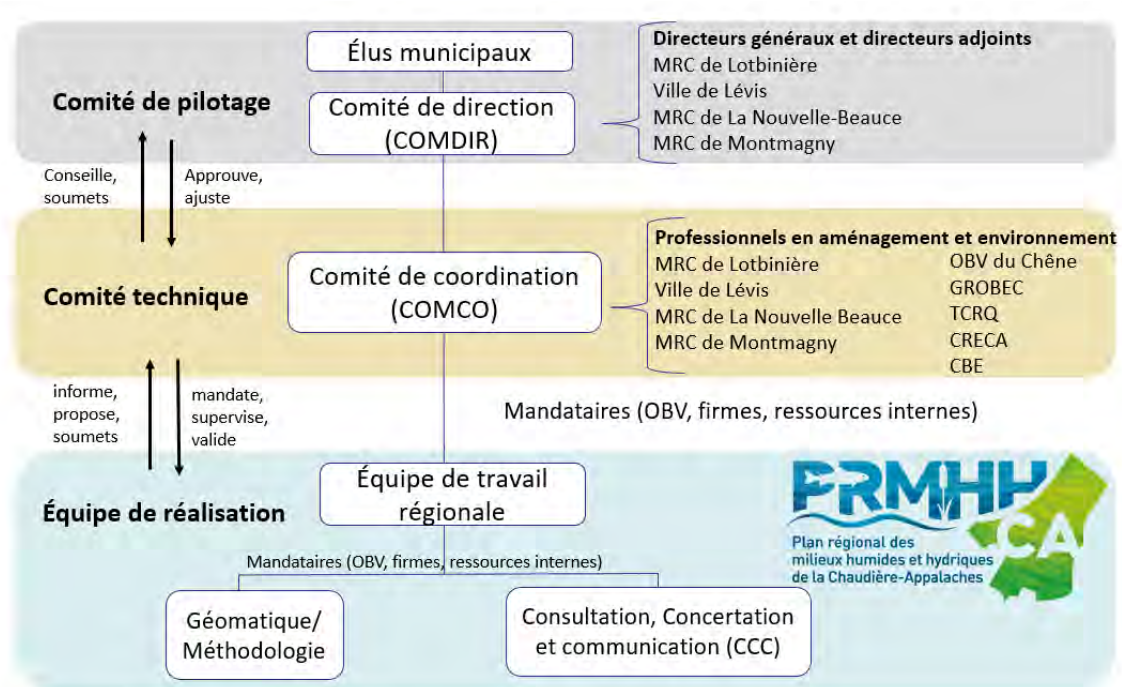 Comité de pilotage
Élus municipaux
Comité de direction
(COMDIR)
Directeurs généraux et directeurs adjoints
MRC de Lotbinière
Ville de Lévis
MRC de La Nouvelle-Beauce
MRC de Montmagny
Conseille,
soumets
Approuve,
ajuste
Comité technique
Comité de coordination
(COMCO)
Professionnels en aménagement et environnement
MRC de Lotbinière
Ville de Lévis
MRC de La Nouvelle Beauce
MRC de Montmagny
OBV du Chêne
GROBEC
TCRQ
CRECA
CBE
informe,
propose,
soumets
mandate,
supervise,
valide
Mandataires (OBV, firmes, ressources internes)
Équipe de réalisation
Équipe de travail
régionale
Mandataires (OBV, firmes, ressources internes)
Géomatique/
Méthodologie
Consultation, Concertation
et communication (CCC)
PRMHH
CA
Plan régional des
milieux humides et hydriques
de la Chaudière-Appalaches